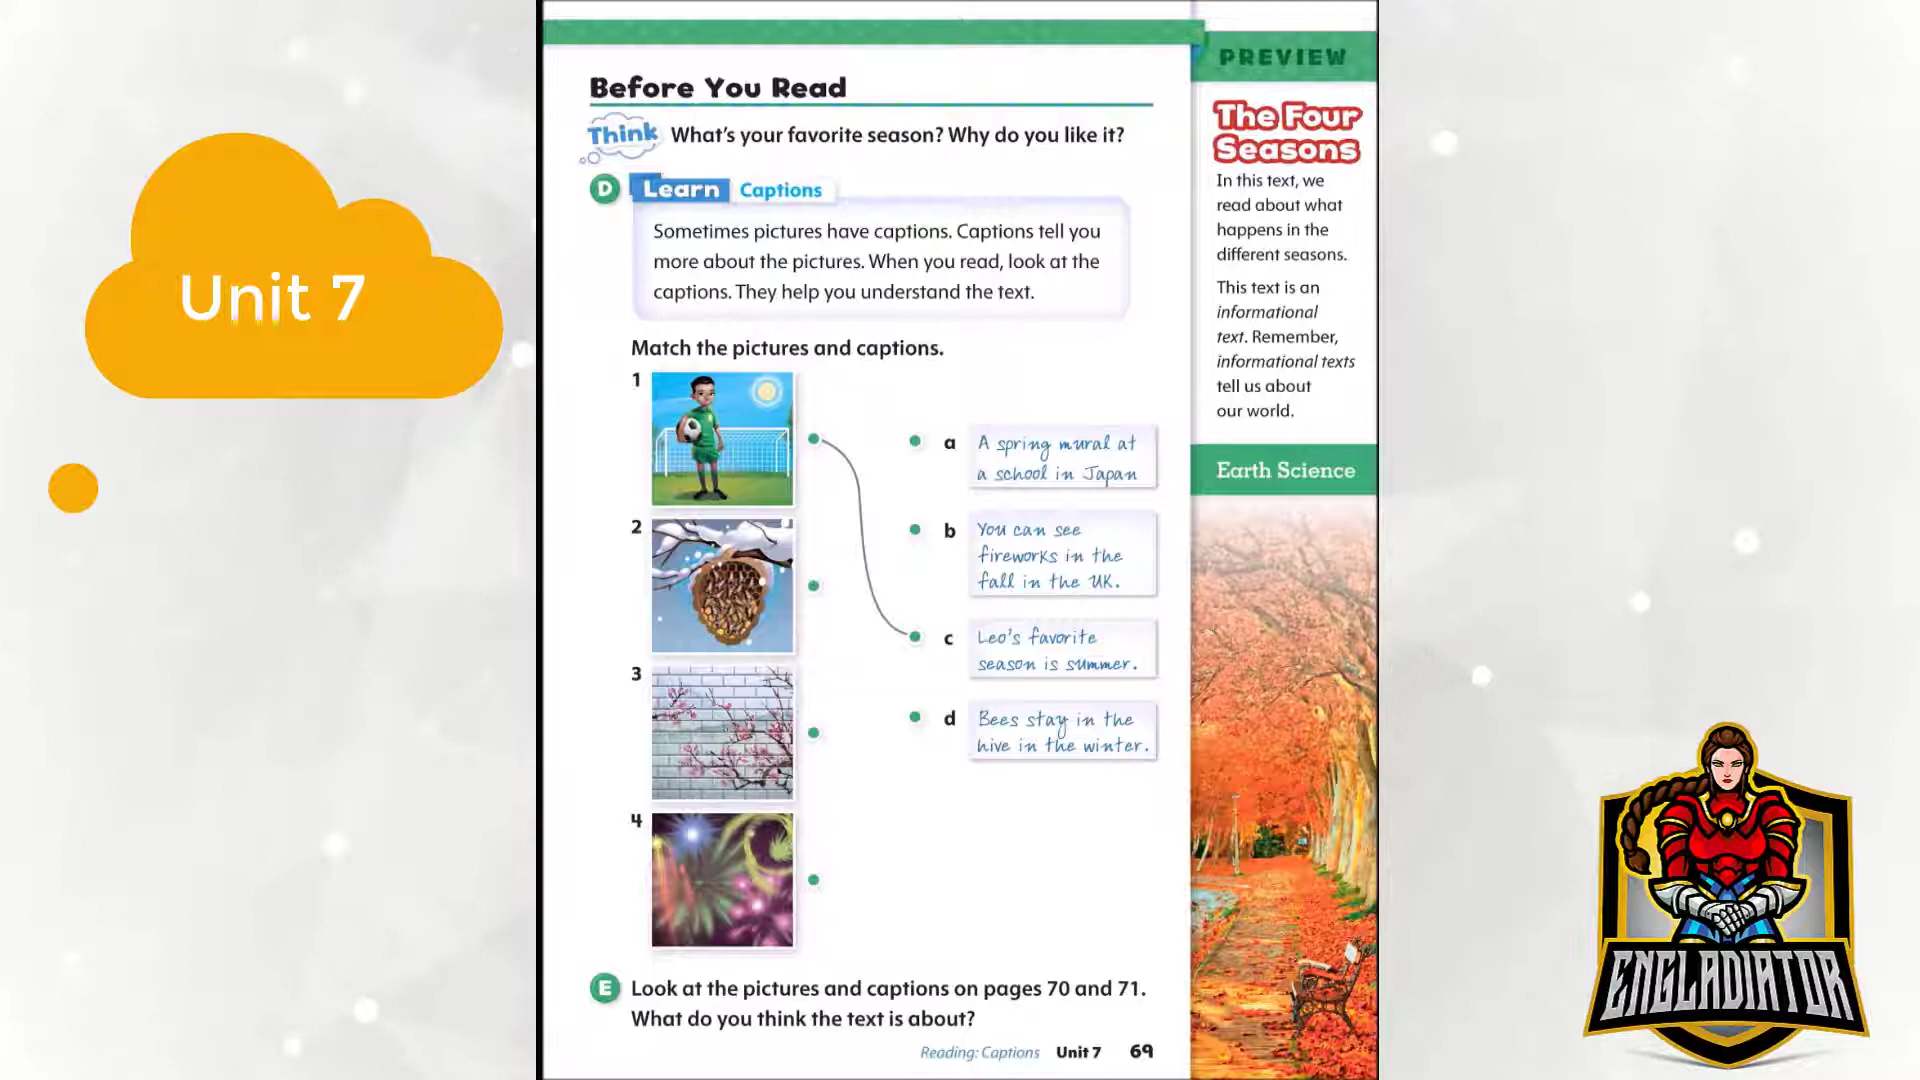 Unit 7
Before You Read
Think What's your favorite season? Why do you like it?
D Learn Captions
Sometimes pictures have captions. Captions tell you
more about the pictures. When you read, look at the
captions. They help you understand the text.
Match the pictures and captions.
1
2
3
4
a A spring mural at
a school in Japan
b You can see
fireworks in the
fall in the UK.
c Leo's favorite
season is summer.
d Bees stay in the
hive in the winter.
E Look at the pictures and captions on pages 70 and 71.
What do you think the text is about?
Reading: Captions Unit 7 69
PREVIEW
The Four
Seasons
In this text, we
read about what
happens in the
different seasons.
This text is an
informational
text. Remember,
informational texts
tell us about
our world.
Earth Science
ENGLADIATOR